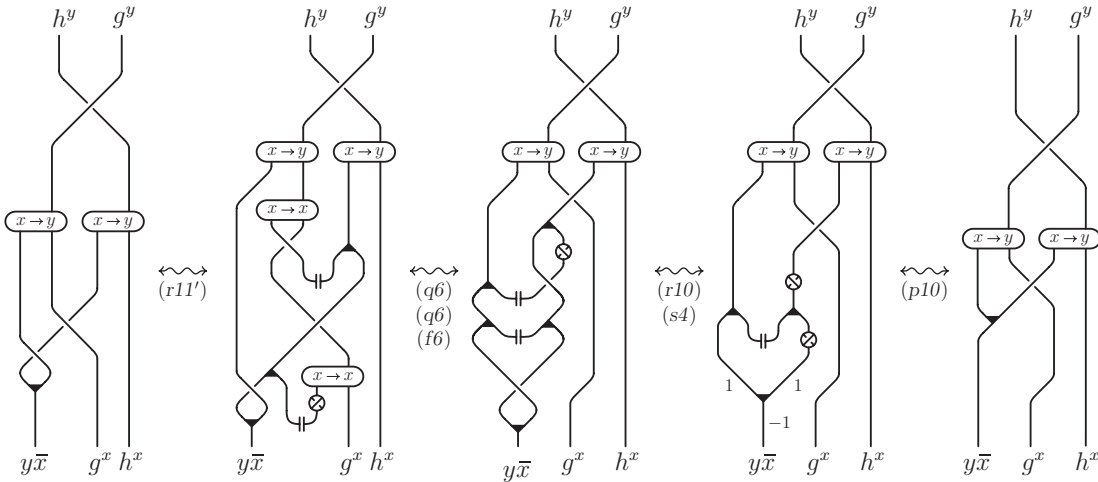 h^y g^y h^y g^y h^y g^y h^y g^y h^y g^y
x → y x → y x → y x → y x → y x → y
x → x
x → y x → y
x → y x → y
(r11′) (q6) (r10) (p10)
(q6) (s4)
(f6)
x → x
1 1
−1
yx̅ g^x h^x yx̅ g^x h^x yx̅ g^x h^x yx̅ g^x h^x yx̅ g^x h^x